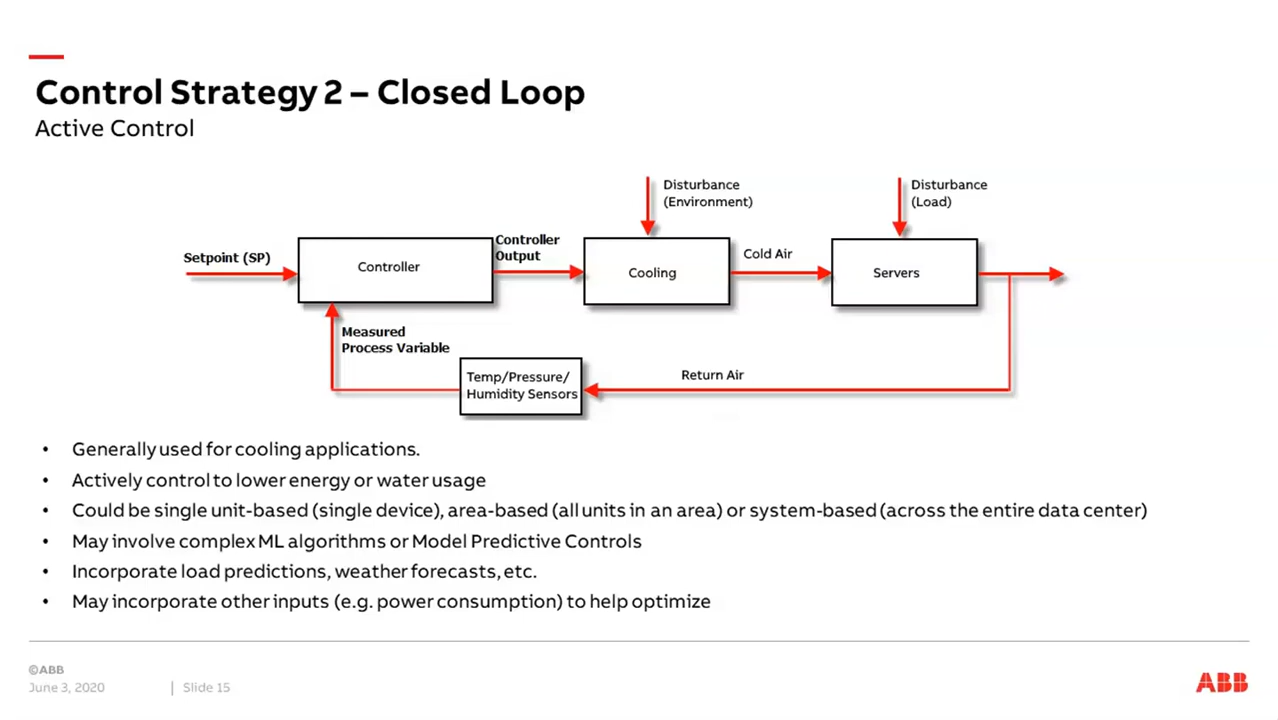 Control Strategy 2 – Closed Loop
Active Control
Disturbance
(Environment)
Disturbance
(Load)
Setpoint (SP)
Controller
Controller
Output
Cooling
Cold Air
Servers
Measured
Process Variable
Temp/Pressure/
Humidity Sensors
Return Air
• Generally used for cooling applications.
• Actively control to lower energy or water usage
• Could be single unit-based (single device), area-based (all units in an area) or system-based (across the entire data center)
• May involve complex ML algorithms or Model Predictive Controls
• Incorporate load predictions, weather forecasts, etc.
• May incorporate other inputs (e.g. power consumption) to help optimize
©ABB
June 3, 2020 | Slide 15
ABB